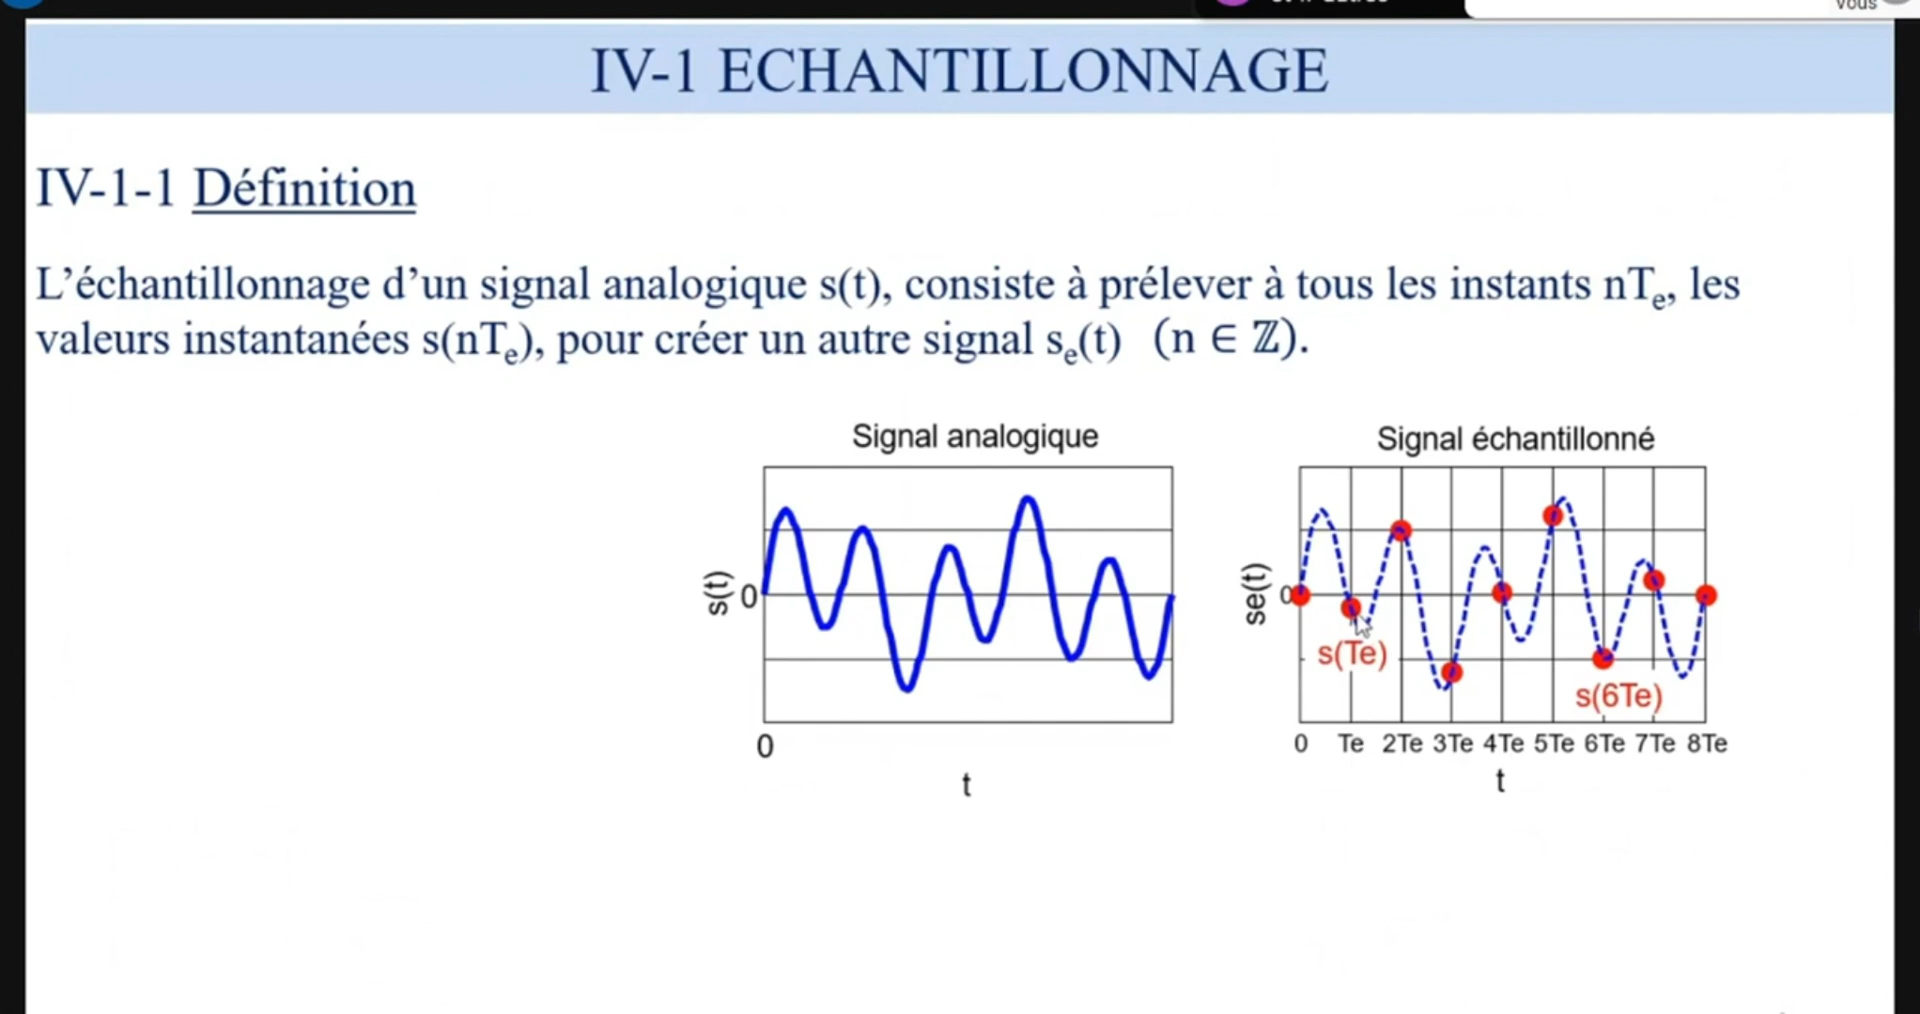 Vous
IV-1 ECHANTILLONNAGE
IV-1-1 Définition
L’échantillonnage d’un signal analogique s(t), consiste à prélever à tous les instants nTₑ, les
valeurs instantanées s(nTₑ), pour créer un autre signal sₑ(t) (n ∈ ℤ).
Signal analogique
s(t)
0
0
t
Signal échantillonné
se(t)
0
s(Te)
s(6Te)
0 Te 2Te 3Te 4Te 5Te 6Te 7Te 8Te
t